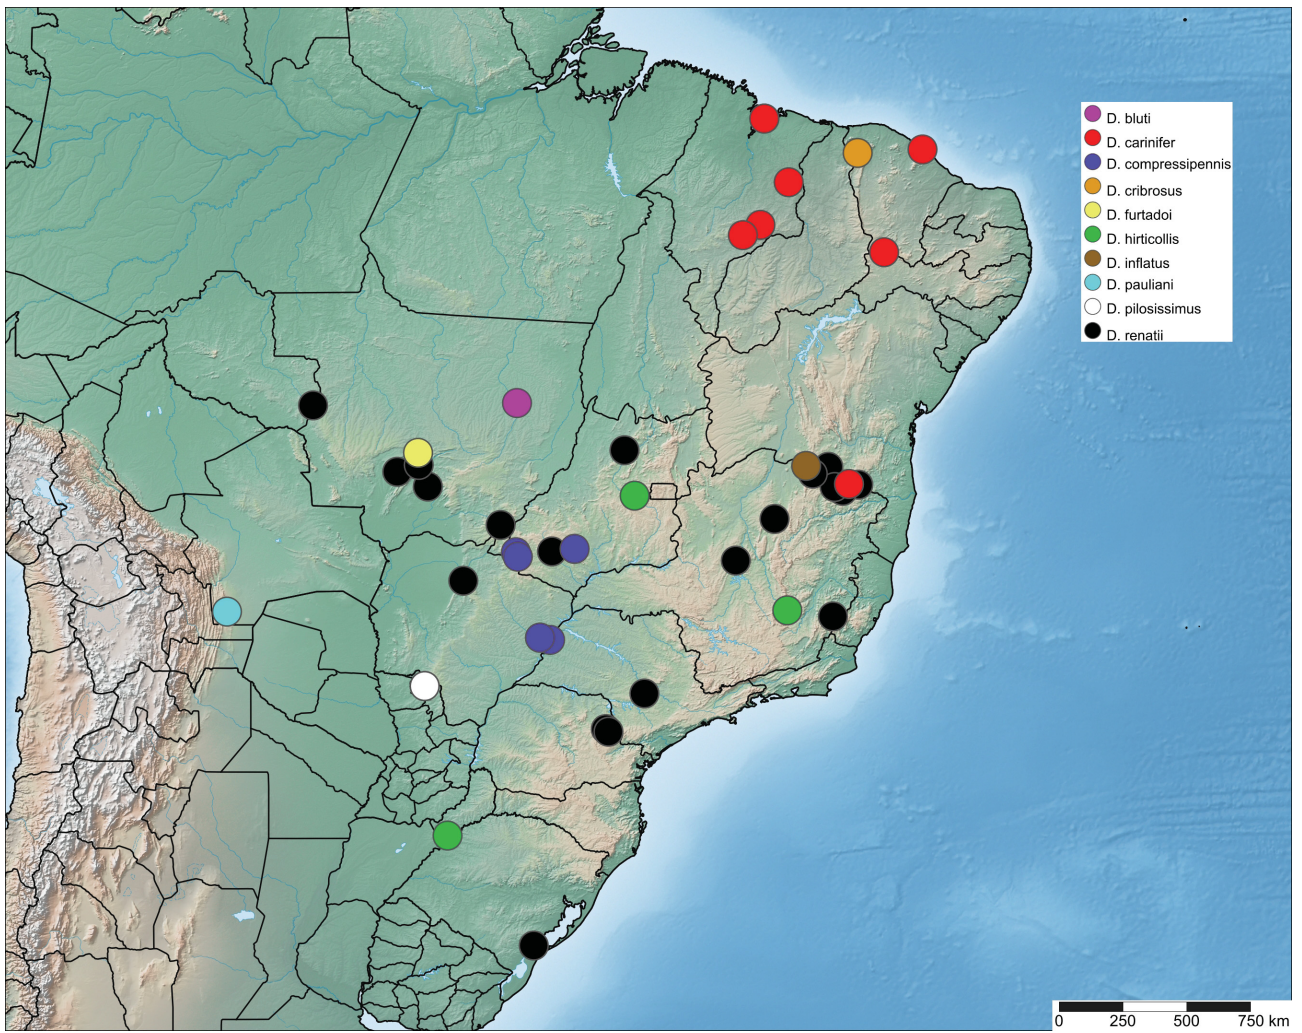 D. bluti
D. carinifer
D. compressipennis
D. cribrosus
D. furtadoi
D. hirticollis
D. inflatus
D. pauliani
D. pilosissimus
D. renatii
0 250 500 750 km